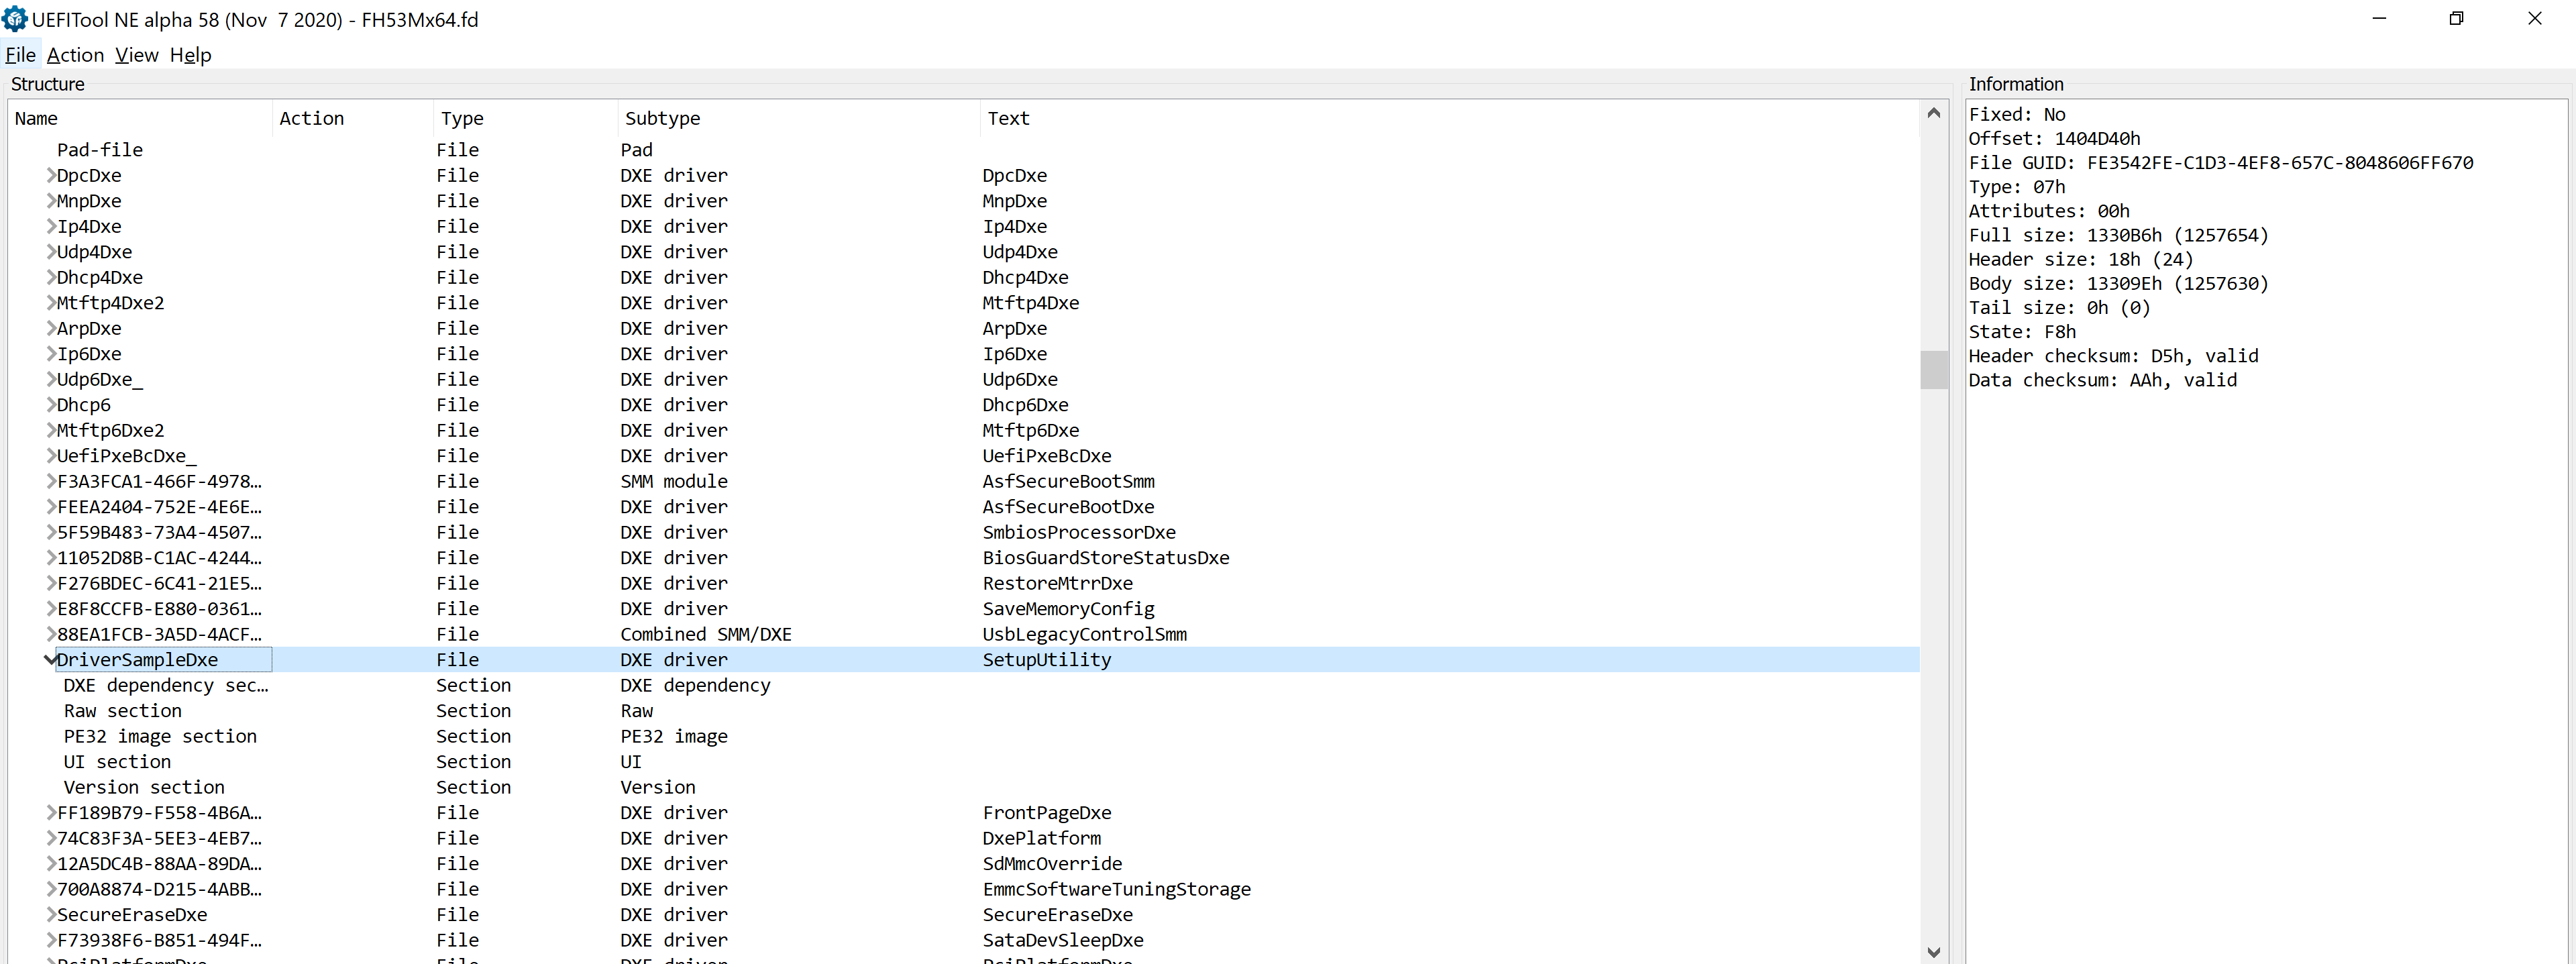 UEFITool NE alpha 58 (Nov 7 2020) - FH53Mx64.fd
File Action View Help
Structure
Name Action Type Subtype Text
Pad-file File Pad
DpcDxe File DXE driver DpcDxe
MnpDxe File DXE driver MnpDxe
Ip4Dxe File DXE driver Ip4Dxe
Udp4Dxe File DXE driver Udp4Dxe
Dhcp4Dxe File DXE driver Dhcp4Dxe
Mtftp4Dxe2 File DXE driver Mtftp4Dxe
ArpDxe File DXE driver ArpDxe
Ip6Dxe File DXE driver Ip6Dxe
Udp6Dxe_ File DXE driver Udp6Dxe
Dhcp6 File DXE driver Dhcp6Dxe
Mtftp6Dxe2 File DXE driver Mtftp6Dxe
UefiPxeBcDxe_ File DXE driver UefiPxeBcDxe
F3A3FCA1-466F-4978… File SMM module AsfSecureBootSmm
FEEA2404-752E-4E6E… File DXE driver AsfSecureBootDxe
5F59B483-73A4-4507… File DXE driver SmbiosProcessorDxe
11052D8B-C1AC-4244… File DXE driver BiosGuardStoreStatusDxe
F276BDEC-6C41-21E5… File DXE driver RestoreMtrrDxe
E8F8CCFB-E880-0361… File DXE driver SaveMemoryConfig
88EA1FCB-3A5D-4ACF… File Combined SMM/DXE UsbLegacyControlSmm
DriverSampleDxe File DXE driver SetupUtility
DXE dependency sec… Section DXE dependency
Raw section Section Raw
PE32 image section Section PE32 image
UI section Section UI
Version section Section Version
FF189B79-F558-4B6A… File DXE driver FrontPageDxe
74C83F3A-5EE3-4EB7… File DXE driver DxePlatform
12A5DC4B-88AA-89DA… File DXE driver SdMmcOverride
700A8874-D215-4ABB… File DXE driver EmmcSoftwareTuningStorage
SecureEraseDxe File DXE driver SecureEraseDxe
F73938F6-B851-494F… File DXE driver SataDevSleepDxe
PciPlatformDxe File DXE driver PciPlatformDxe
Information
Fixed: No
Offset: 1404D40h
File GUID: FE3542FE-C1D3-4EF8-657C-8048606FF670
Type: 07h
Attributes: 00h
Full size: 1330B6h (1257654)
Header size: 18h (24)
Body size: 13309Eh (1257630)
Tail size: 0h (0)
State: F8h
Header checksum: D5h, valid
Data checksum: AAh, valid